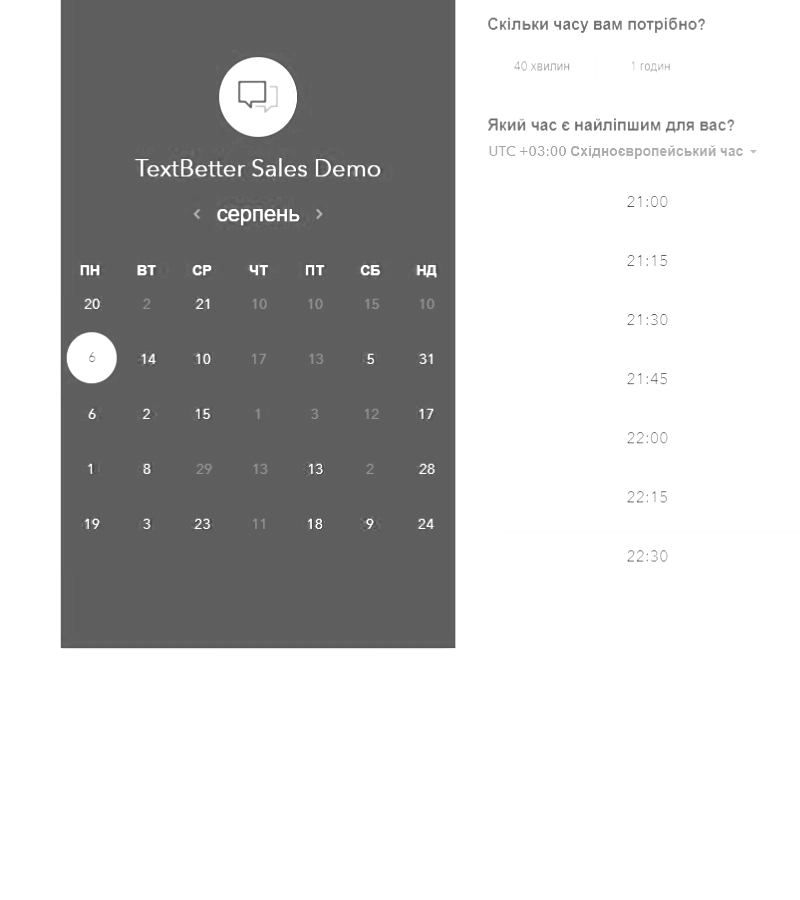 TextBetter Sales Demo
‹ серпень ›
ПН ВТ СР ЧТ ПТ СБ НД
20 2 21 10 10 15 10
6 14 10 17 13 5 31
6 2 15 1 3 12 17
1 8 29 13 13 2 28
19 3 23 11 18 9 24
Скільки часу вам потрібно?
40 хвилин 1 годин
Який час є найліпшим для вас?
UTC +03:00 Східноєвропейський час
21:00
21:15
21:30
21:45
22:00
22:15
22:30